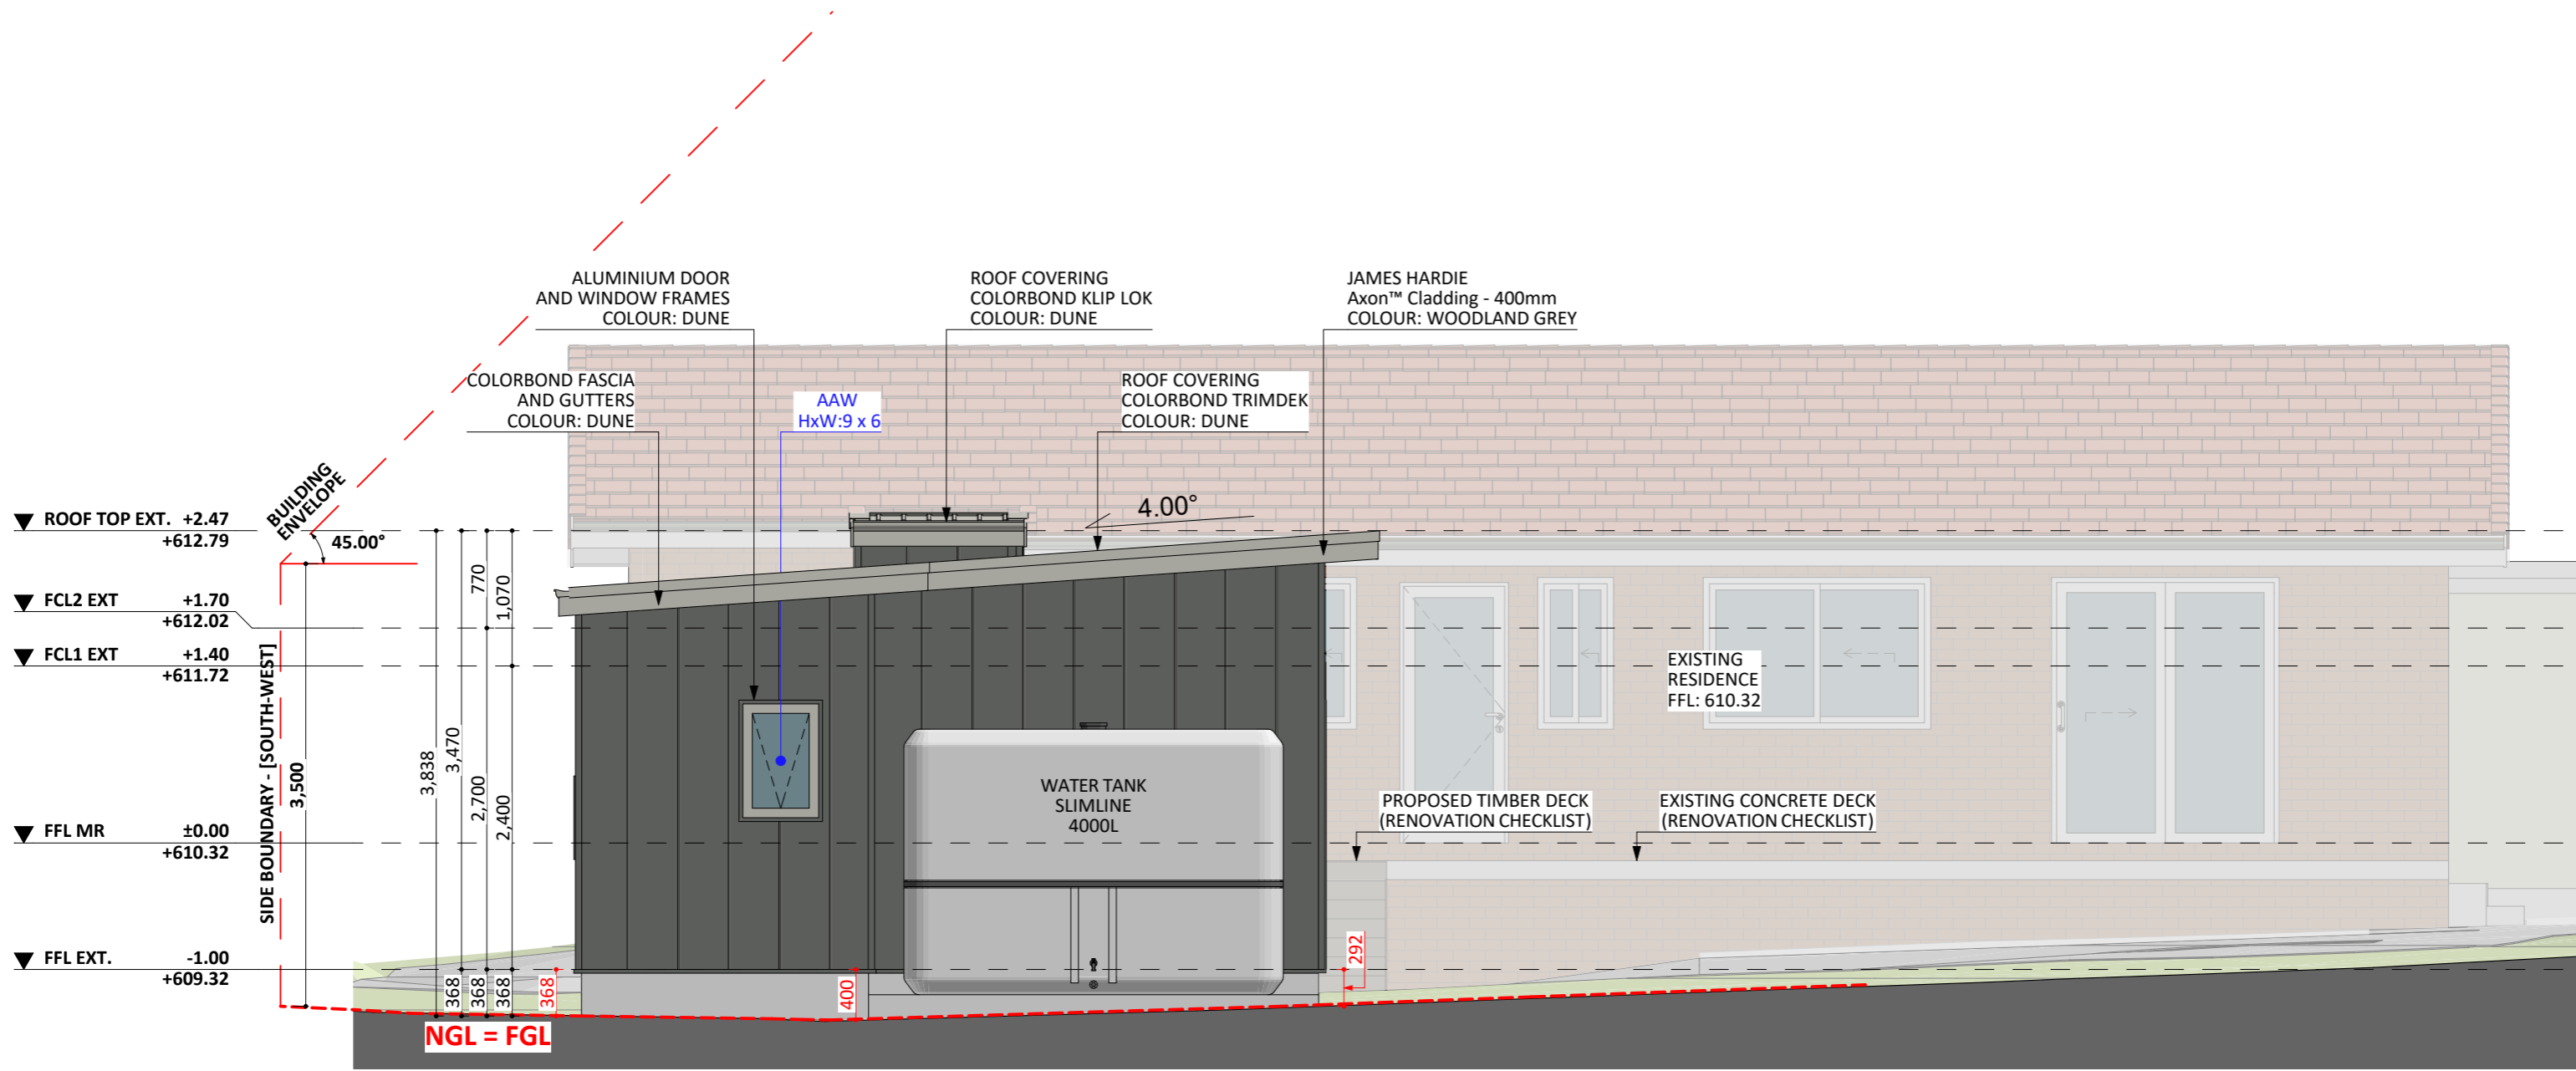 ALUMINIUM DOOR
AND WINDOW FRAMES
COLOUR: DUNE
ROOF COVERING
COLORBOND KLIP LOK
COLOUR: DUNE
JAMES HARDIE
Axon™ Cladding - 400mm
COLOUR: WOODLAND GREY
COLORBOND FASCIA
AND GUTTERS
COLOUR: DUNE
AAW
HxW:9 x 6
ROOF COVERING
COLORBOND TRIMDEK
COLOUR: DUNE
BUILDING
ENVELOPE
45.00°
4.00°
ROOF TOP EXT. +2.47
+612.79
FCL2 EXT +1.70
+612.02
FCL1 EXT +1.40
+611.72
FFL MR ±0.00
+610.32
FFL EXT. -1.00
+609.32
SIDE BOUNDARY - [SOUTH-WEST]
3,500
3,838
3,470
770
2,700
1,070
2,400
368
368
368
368
400
292
EXISTING
RESIDENCE
FFL: 610.32
WATER TANK
SLIMLINE
4000L
PROPOSED TIMBER DECK
(RENOVATION CHECKLIST)
EXISTING CONCRETE DECK
(RENOVATION CHECKLIST)
NGL = FGL